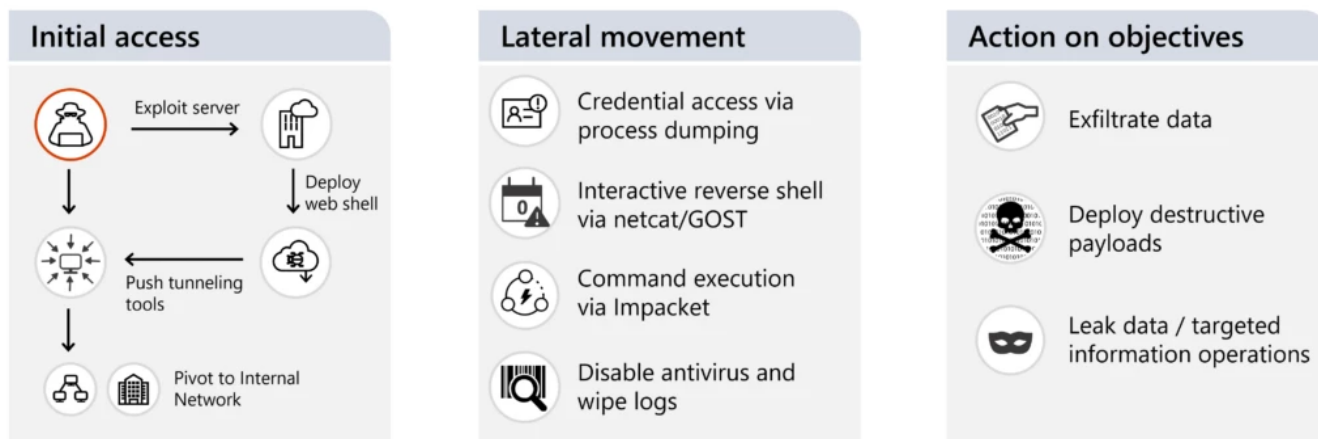 Initial access
Exploit server
Deploy
web shell
Push tunneling
tools
Pivot to Internal
Network
Lateral movement
Credential access via
process dumping
0
Interactive reverse shell
via netcat/GOST
Command execution
via Impacket
Disable antivirus and
wipe logs
Action on objectives
Exfiltrate data
Deploy destructive
payloads
Leak data / targeted
information operations